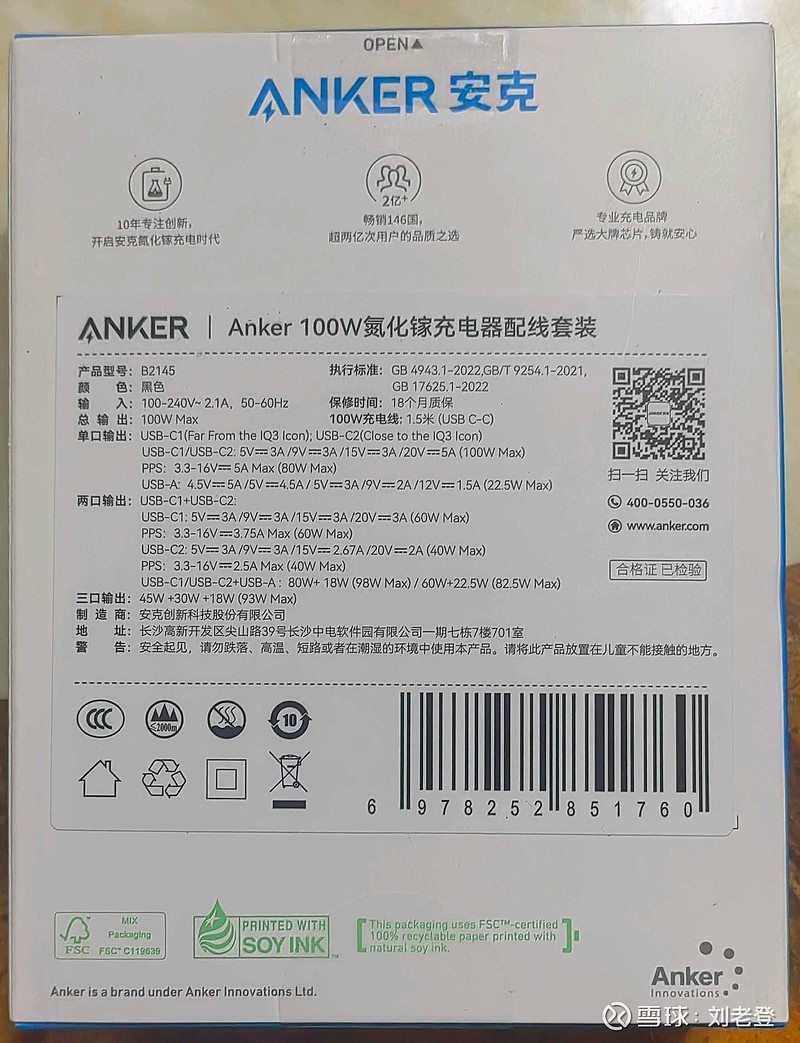 OPEN▲
ANKER 安克
2亿+
10年专注创新,
开启安克氮化镓充电时代
畅销146国,
超两亿次用户的品质之选
专业充电品牌
严选大牌芯片,铸就安心
ANKER | Anker 100W氮化镓充电器配线套装
产品型号: B2145
颜 色: 黑色
输 入: 100-240V~ 2.1A, 50-60Hz
总 输 出: 100W Max
执行标准: GB 4943.1-2022,GB/T 9254.1-2021,
GB 17625.1-2022
保修时间: 18个月质保
100W充电线: 1.5米 (USB C-C)
单口输出: USB-C1(Far From the IQ3 Icon); USB-C2(Close to the IQ3 Icon)
USB-C1/USB-C2: 5V⎓3A /9V⎓3A /15V⎓3A /20V⎓5A (100W Max)
PPS: 3.3-16V⎓5A Max (80W Max)
USB-A: 4.5V⎓5A /5V⎓4.5A / 5V⎓3A /9V⎓2A /12V⎓1.5A (22.5W Max)
两口输出: USB-C1+USB-C2:
USB-C1: 5V⎓3A /9V⎓3A /15V⎓3A /20V⎓3A (60W Max)
PPS: 3.3-16V⎓3.75A Max (60W Max)
USB-C2: 5V⎓3A /9V⎓3A /15V⎓2.67A /20V⎓2A (40W Max)
PPS: 3.3-16V⎓2.5A Max (40W Max)
USB-C1/USB-C2+USB-A: 80W+ 18W (98W Max) / 60W+22.5W (82.5W Max)
三口输出: 45W +30W +18W (93W Max)
制 造 商: 安克创新科技股份有限公司
地 址: 长沙高新开发区尖山路39号长沙中电软件园有限公司一期七栋7楼701室
警 告: 安全起见,请勿跌落、高温、短路或者在潮湿的环境中使用本产品。请将此产品放置在儿童不能接触的地方。
ANKER
扫一扫 关注我们
400-0550-036
www.anker.com
合格证 已检验
CCC
≤2000m
10
6 978252 851760
FSC
MIX
Packaging
FSC™ C119639
PRINTED WITH
SOY INK™
This packaging uses FSC™-certified
100% recyclable paper printed with
natural soy ink.
Anker is a brand under Anker Innovations Ltd.
Anker
Innovations
雪球:刘老登